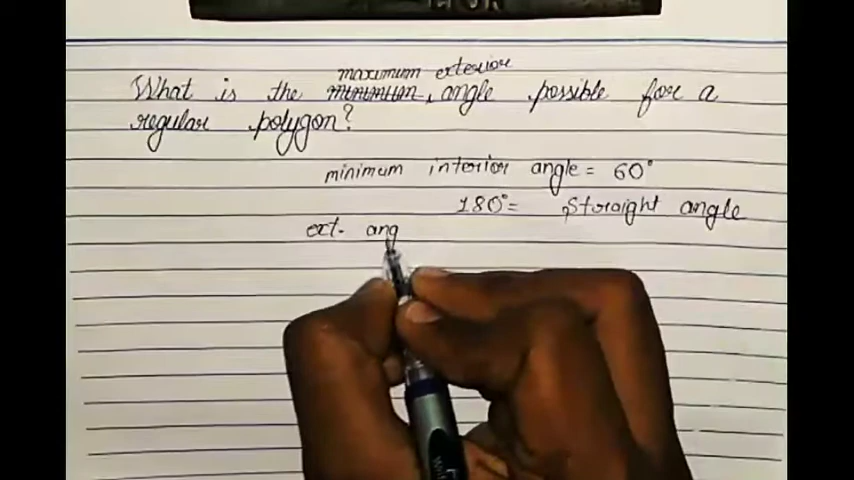 maximum exterior
What is the minimum, angle possible for a
regular polygon?
minimum interior angle = 60°
180° = straight angle
ext. ang